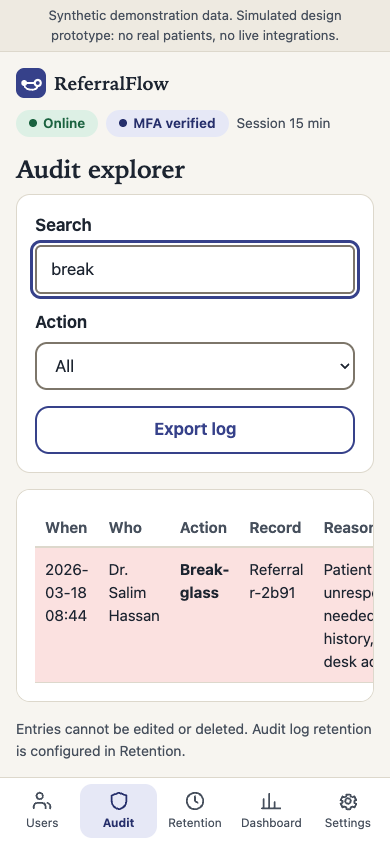 Synthetic demonstration data. Simulated design
prototype: no real patients, no live integrations.
ReferralFlow
Online MFA verified Session 15 min
Audit explorer
Search
break
Action
All
Export log
When Who Action Record Reason
2026- Dr. Break- Referral Patient
03-18 Salim glass r-2b91
08:44 Hassan needed
history,
desk
Entries cannot be edited or deleted. Audit log retention
is configured in Retention.
Users Audit Retention Dashboard Settings